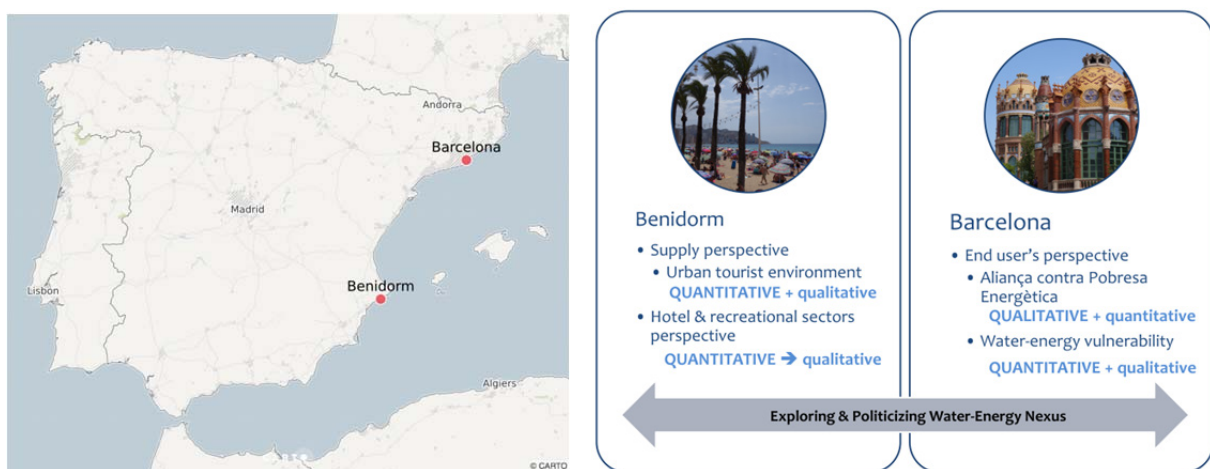 Andorra
Barcelona
Madrid
Lisbon
Benidorm
Algiers
© CARTO
Benidorm
• Supply perspective
• Urban tourist environment
QUANTITATIVE + qualitative
• Hotel & recreational sectors
perspective
QUANTITATIVE ➔ qualitative
Barcelona
• End user's perspective
• Aliança contra Pobresa
Energètica
QUALITATIVE + quantitative
• Water-energy vulnerability
QUANTITATIVE + qualitative
Exploring & Politicizing Water-Energy Nexus